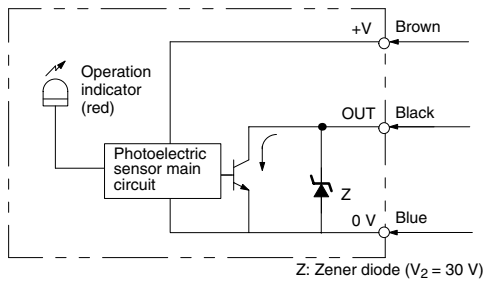 +V Brown
Operation
indicator
(red)
OUT Black
Photoelectric
sensor main
circuit
Z
0 V Blue
Z: Zener diode (V2 = 30 V)